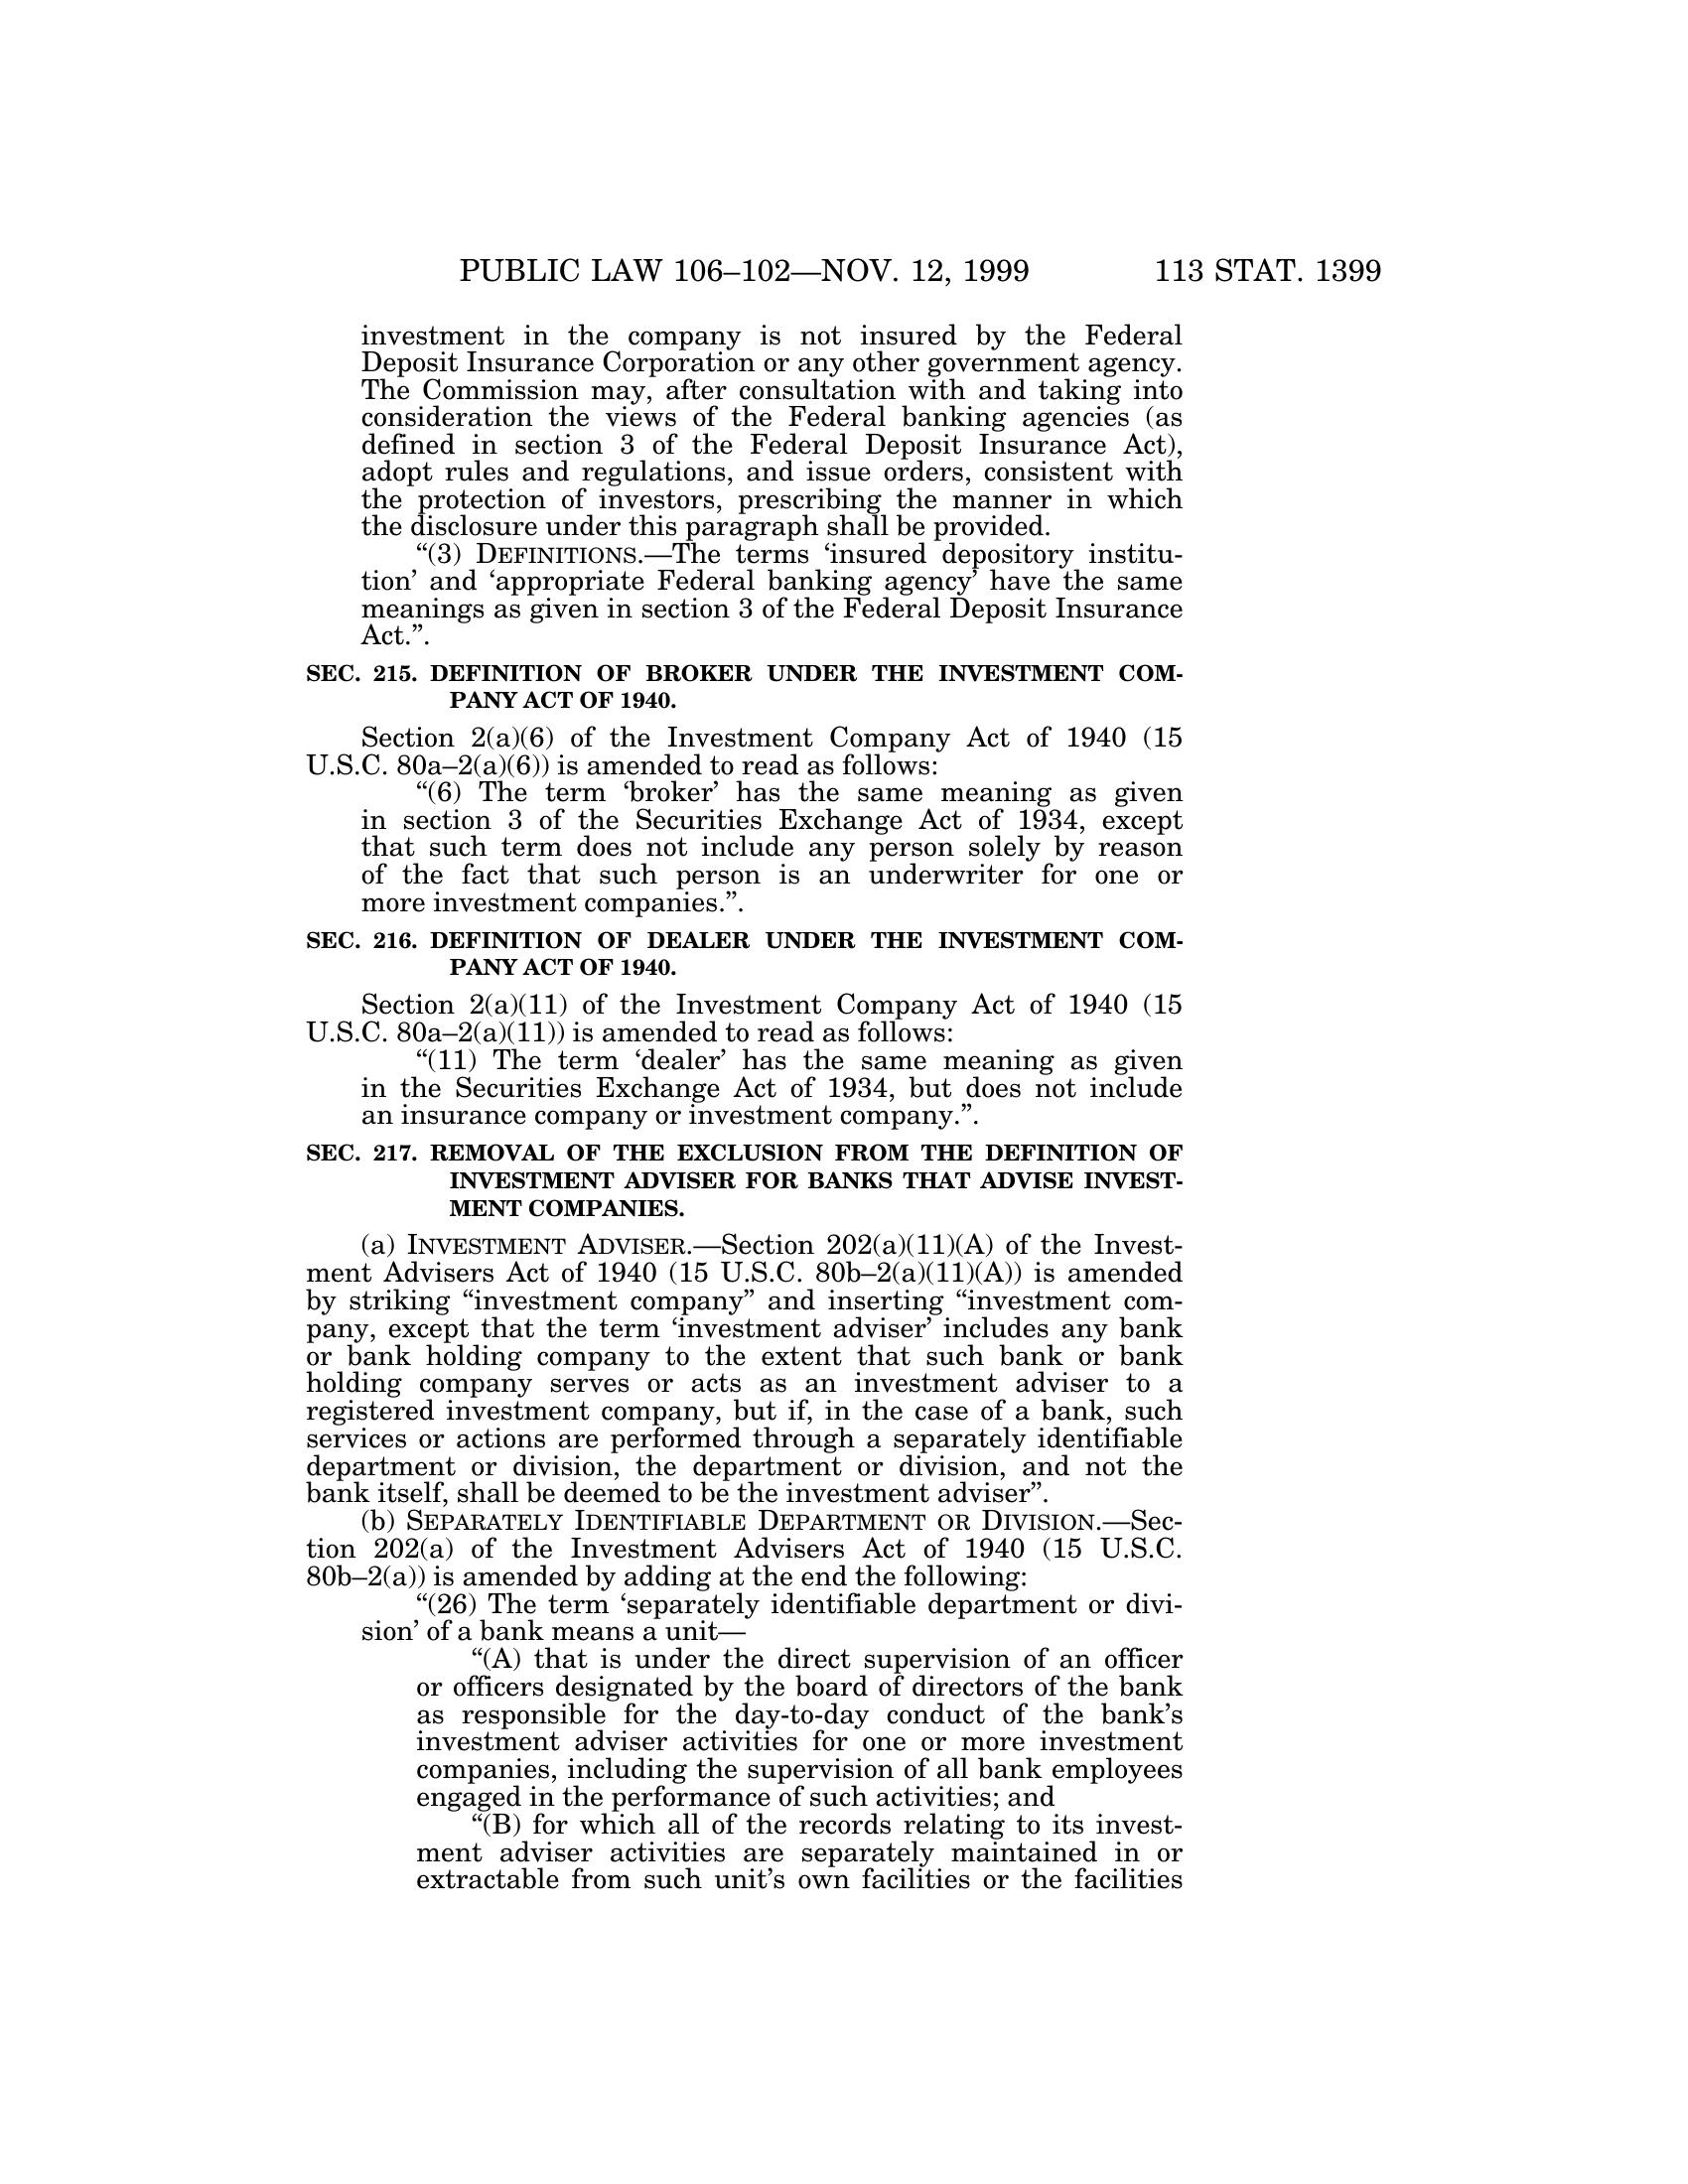 PUBLIC LAW 106–102—NOV. 12, 1999 113 STAT. 1399
investment in the company is not insured by the Federal
Deposit Insurance Corporation or any other government agency.
The Commission may, after consultation with and taking into
consideration the views of the Federal banking agencies (as
defined in section 3 of the Federal Deposit Insurance Act),
adopt rules and regulations, and issue orders, consistent with
the protection of investors, prescribing the manner in which
the disclosure under this paragraph shall be provided.
“(3) DEFINITIONS.—The terms ‘insured depository institu-
tion’ and ‘appropriate Federal banking agency’ have the same
meanings as given in section 3 of the Federal Deposit Insurance
Act.”.
SEC. 215. DEFINITION OF BROKER UNDER THE INVESTMENT COM-
PANY ACT OF 1940.
Section 2(a)(6) of the Investment Company Act of 1940 (15
U.S.C. 80a–2(a)(6)) is amended to read as follows:
“(6) The term ‘broker’ has the same meaning as given
in section 3 of the Securities Exchange Act of 1934, except
that such term does not include any person solely by reason
of the fact that such person is an underwriter for one or
more investment companies.”.
SEC. 216. DEFINITION OF DEALER UNDER THE INVESTMENT COM-
PANY ACT OF 1940.
Section 2(a)(11) of the Investment Company Act of 1940 (15
U.S.C. 80a–2(a)(11)) is amended to read as follows:
“(11) The term ‘dealer’ has the same meaning as given
in the Securities Exchange Act of 1934, but does not include
an insurance company or investment company.”.
SEC. 217. REMOVAL OF THE EXCLUSION FROM THE DEFINITION OF
INVESTMENT ADVISER FOR BANKS THAT ADVISE INVEST-
MENT COMPANIES.
(a) INVESTMENT ADVISER.—Section 202(a)(11)(A) of the Invest-
ment Advisers Act of 1940 (15 U.S.C. 80b–2(a)(11)(A)) is amended
by striking “investment company” and inserting “investment com-
pany, except that the term ‘investment adviser’ includes any bank
or bank holding company to the extent that such bank or bank
holding company serves or acts as an investment adviser to a
registered investment company, but if, in the case of a bank, such
services or actions are performed through a separately identifiable
department or division, the department or division, and not the
bank itself, shall be deemed to be the investment adviser”.
(b) SEPARATELY IDENTIFIABLE DEPARTMENT OR DIVISION.—Sec-
tion 202(a) of the Investment Advisers Act of 1940 (15 U.S.C.
80b–2(a)) is amended by adding at the end the following:
“(26) The term ‘separately identifiable department or divi-
sion’ of a bank means a unit—
“(A) that is under the direct supervision of an officer
or officers designated by the board of directors of the bank
as responsible for the day-to-day conduct of the bank’s
investment adviser activities for one or more investment
companies, including the supervision of all bank employees
engaged in the performance of such activities; and
“(B) for which all of the records relating to its invest-
ment adviser activities are separately maintained in or
extractable from such unit’s own facilities or the facilities